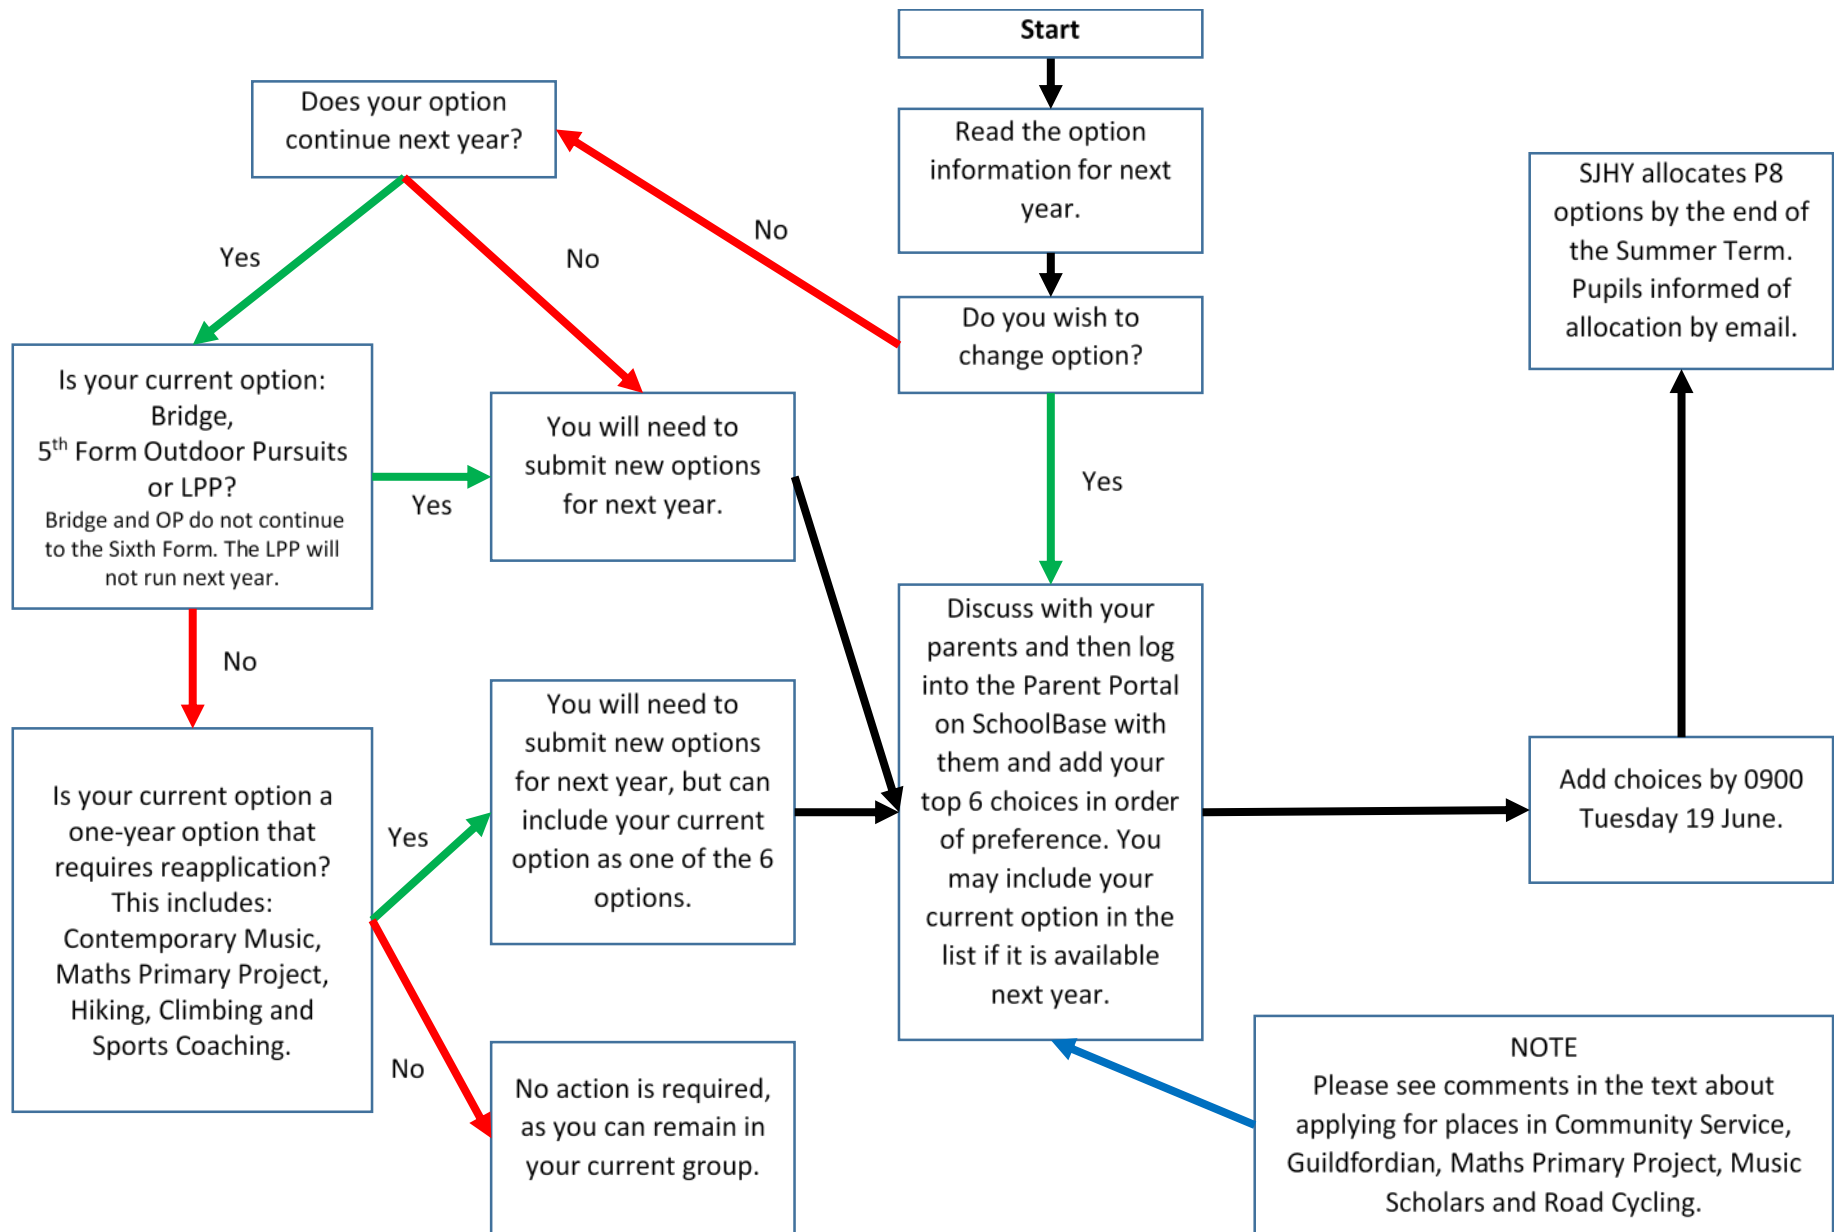 Start
Does your option
continue next year?
Read the option
information for next
year.
SJHY allocates P8
options by the end of
the Summer Term.
Pupils informed of
allocation by email.
No
Yes
No
Do you wish to
change option?
Is your current option:
Bridge,
5th Form Outdoor Pursuits
or LPP?
Bridge and OP do not continue
to the Sixth Form. The LPP will
not run next year.
Yes
You will need to
submit new options
for next year.
Yes
No
Discuss with your
parents and then log
into the Parent Portal
on SchoolBase with
them and add your
top 6 choices in order
of preference. You
may include your
current option in the
list if it is available
next year.
You will need to
submit new options
for next year, but can
include your current
option as one of the 6
options.
Add choices by 0900
Tuesday 19 June.
Is your current option a
one-year option that
requires reapplication?
This includes:
Contemporary Music,
Maths Primary Project,
Hiking, Climbing and
Sports Coaching.
Yes
No
No action is required,
as you can remain in
your current group.
NOTE
Please see comments in the text about
applying for places in Community Service,
Guildfordian, Maths Primary Project, Music
Scholars and Road Cycling.